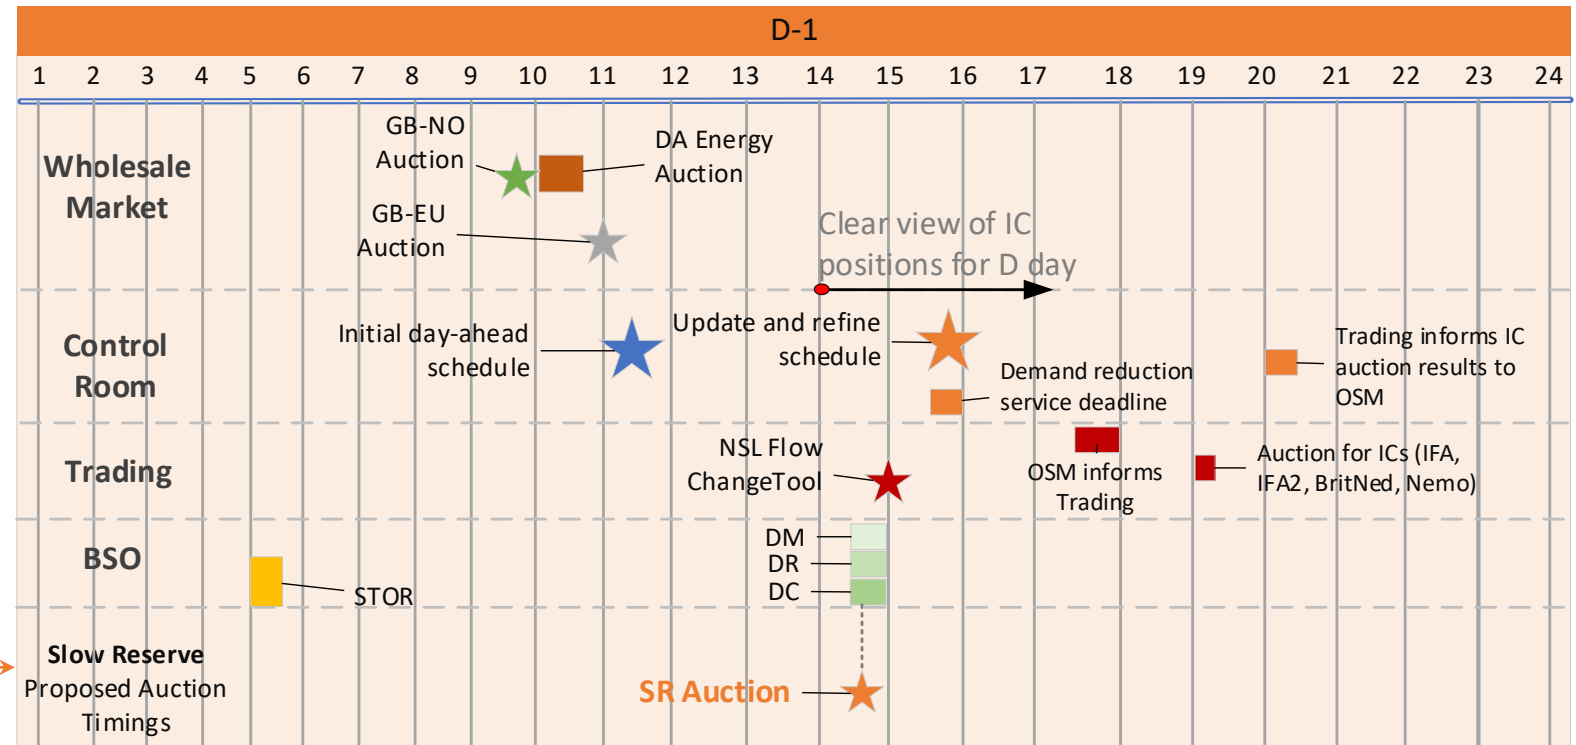 D-1
1 2 3 4 5 6 7 8 9 10 11 12 13 14 15 16 17 18 19 20 21 22 23 24
Wholesale
Market
GB-NO
Auction
DA Energy
Auction
GB-EU
Auction
Clear view of IC
positions for D day
Control
Room
Initial day-ahead
schedule
Update and refine
schedule
Demand reduction
service deadline
Trading informs IC
auction results to
OSM
Trading
NSL Flow
ChangeTool
OSM informs
Trading
Auction for ICs (IFA,
IFA2, BritNed, Nemo)
BSO
STOR
DM
DR
DC
Slow Reserve
Proposed Auction
Timings
SR Auction